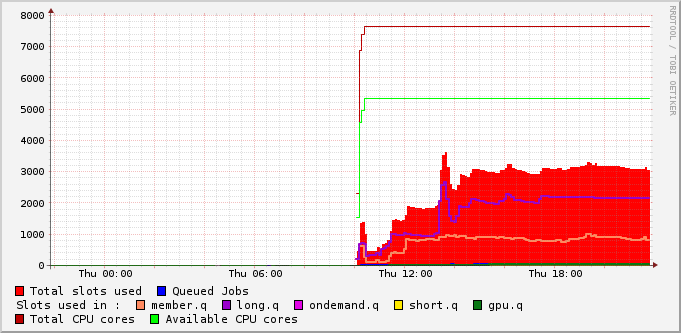 8000
7000
6000
5000
4000
3000
2000
1000
0
Thu 00:00 Thu 06:00 Thu 12:00 Thu 18:00
RRDTOOL / TOBI OETIKER
Total slots used Queued Jobs
Slots used in : member.q long.q ondemand.q short.q gpu.q
Total CPU cores Available CPU cores